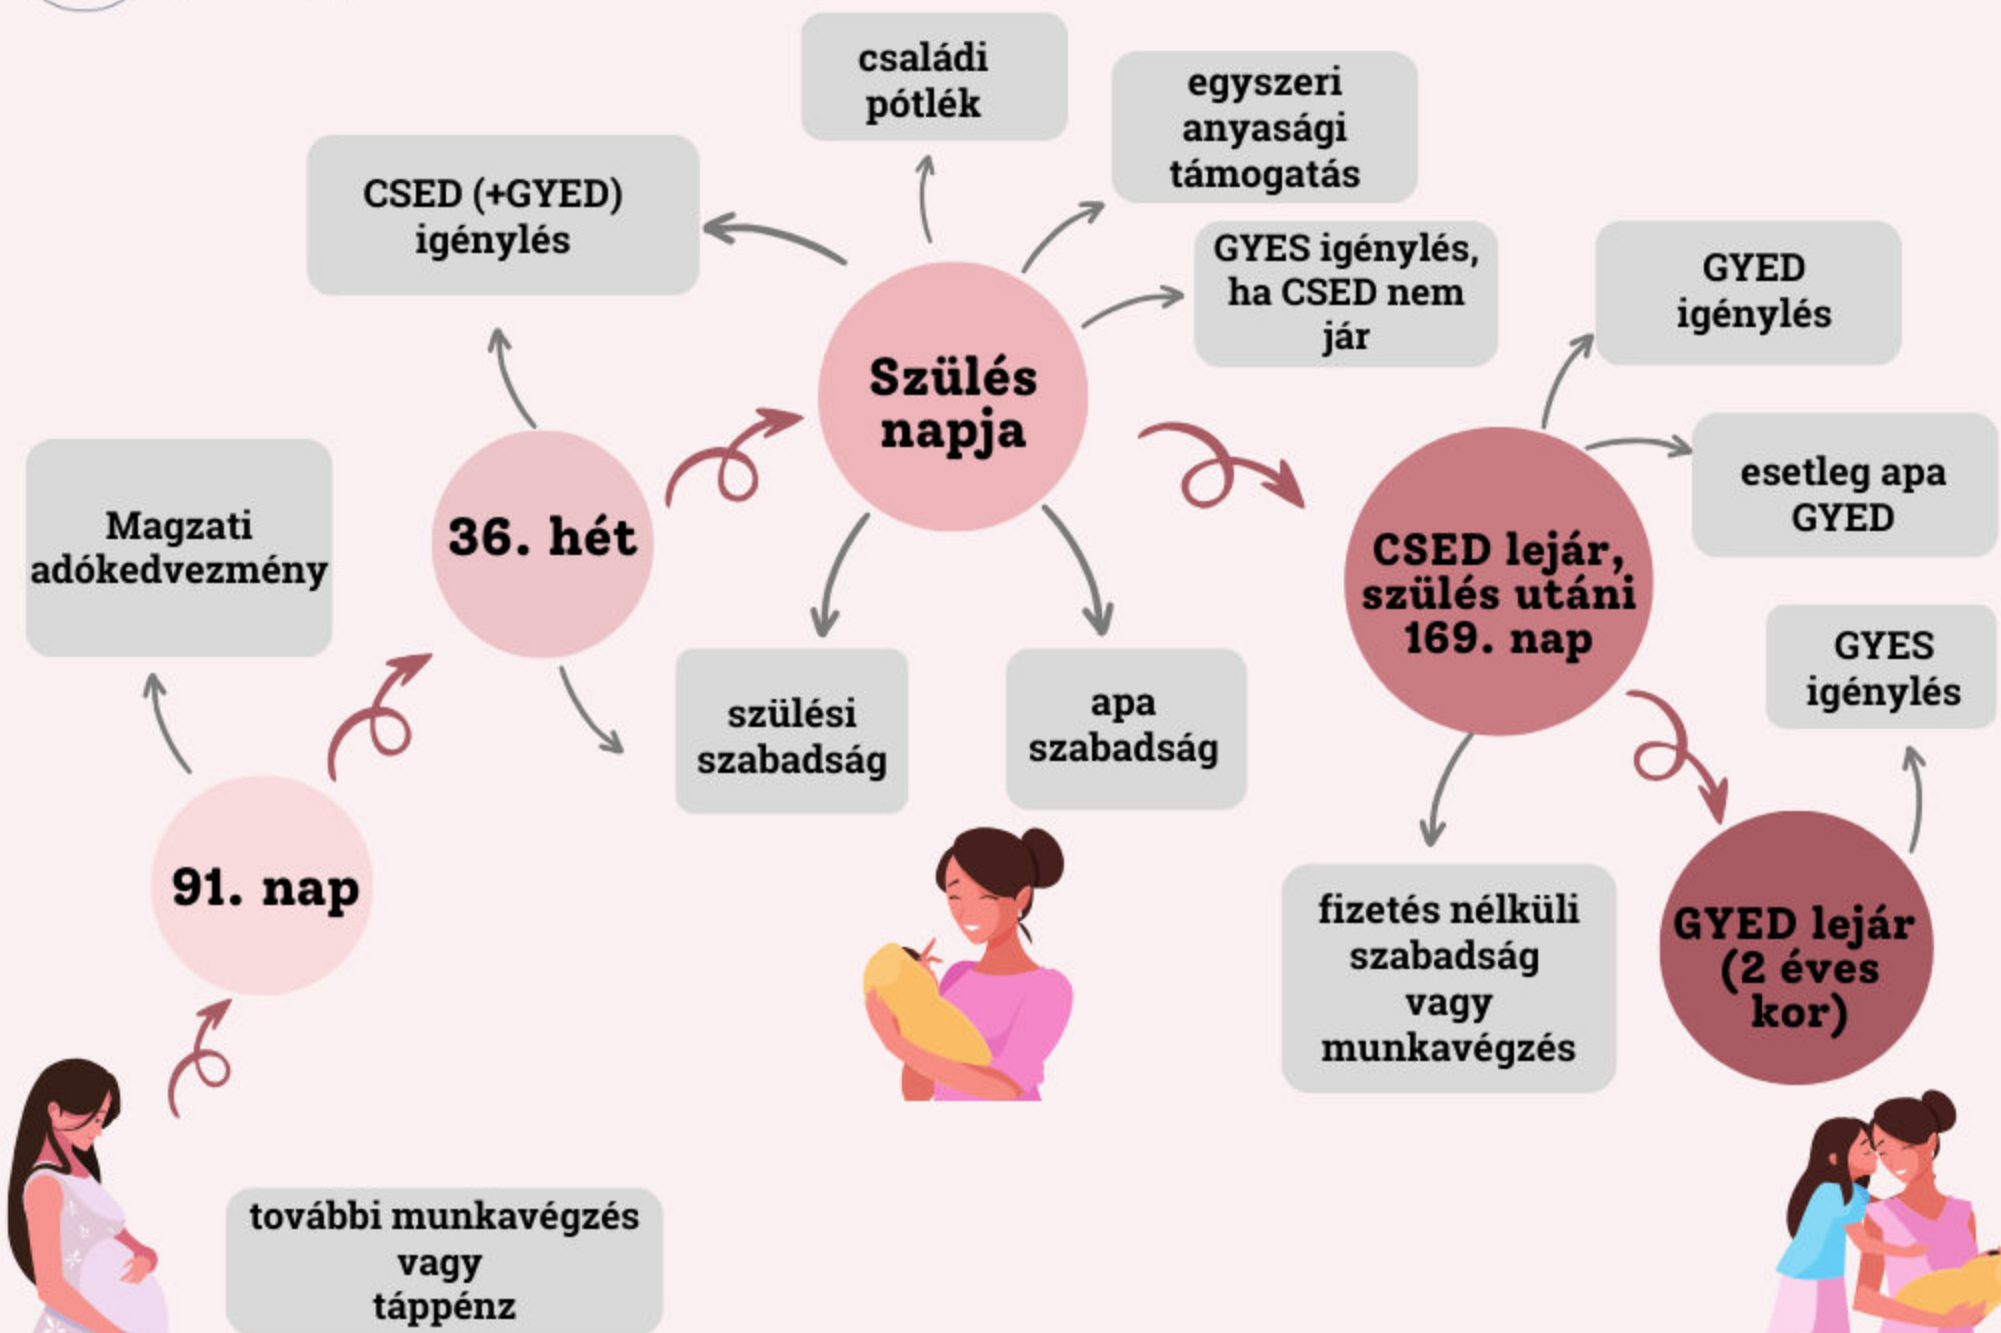 családi
pótlék
egyszeri
anyasági
támogatás
CSED (+GYED)
igénylés
GYES igénylés,
ha CSED nem
jár
GYED
igénylés
Szülés
napja
esetleg apa
GYED
Magzati
adókedvezmény
36. hét
CSED lejár,
szülés utáni
169. nap
GYES
igénylés
szülési
szabadság
apa
szabadság
91. nap
fizetés nélküli
szabadság
vagy
munkavégzés
GYED lejár
(2 éves
kor)
további munkavégzés
vagy
táppénz